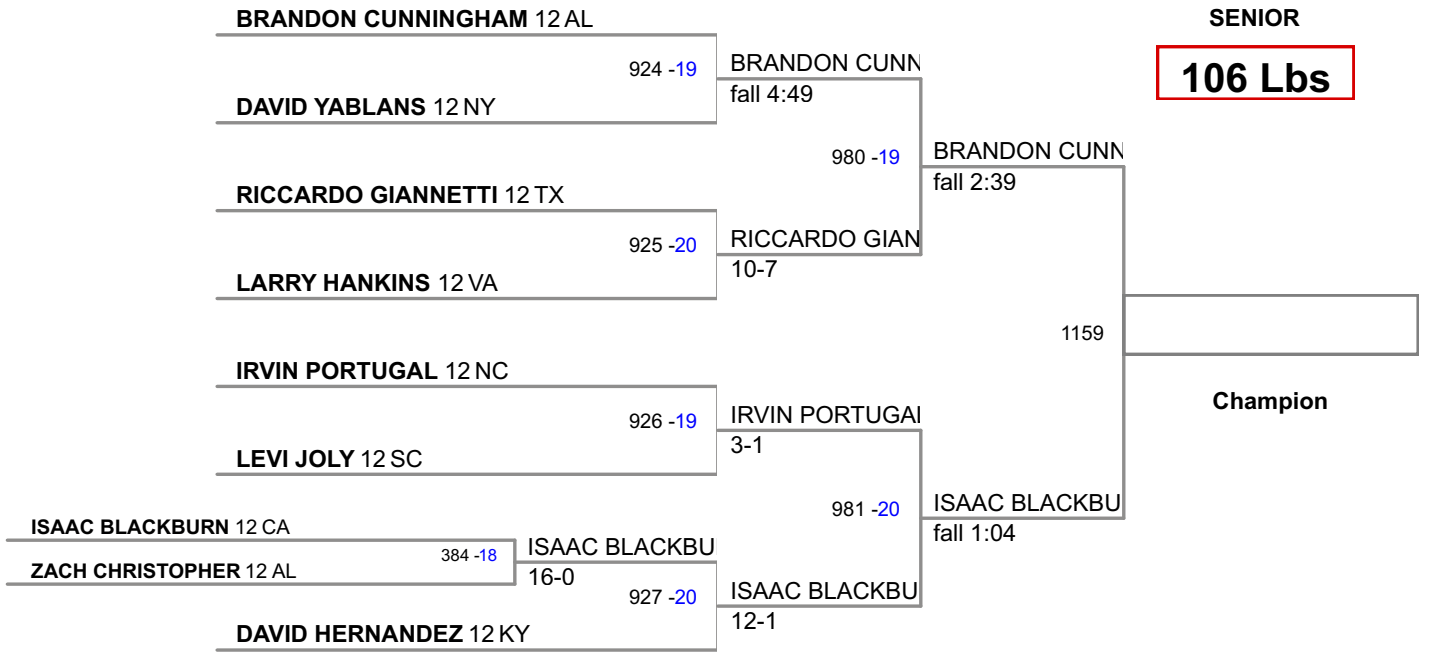 BRANDON CUNNINGHAM 12 AL
SENIOR
924 -19
BRANDON CUNN
106 Lbs
fall 4:49
DAVID YABLANS 12 NY
980 -19
BRANDON CUNN
fall 2:39
RICCARDO GIANNETTI 12 TX
925 -20
RICCARDO GIAN
10-7
LARRY HANKINS 12 VA
1159
IRVIN PORTUGAL 12 NC
Champion
926 -19
IRVIN PORTUGAL
3-1
LEVI JOLY 12 SC
981 -20
ISAAC BLACKBU
fall 1:04
ISAAC BLACKBURN 12 CA
384 -18
ISAAC BLACKBU
ZACH CHRISTOPHER 12 AL
16-0
927 -20
ISAAC BLACKBU
12-1
DAVID HERNANDEZ 12 KY